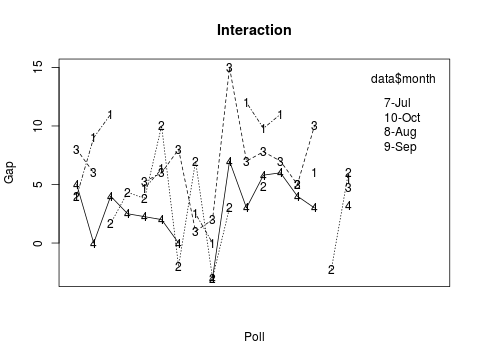 Interaction
data$month
7-Jul
10-Oct
8-Aug
9-Sep
Gap
15
10
5
0
Poll